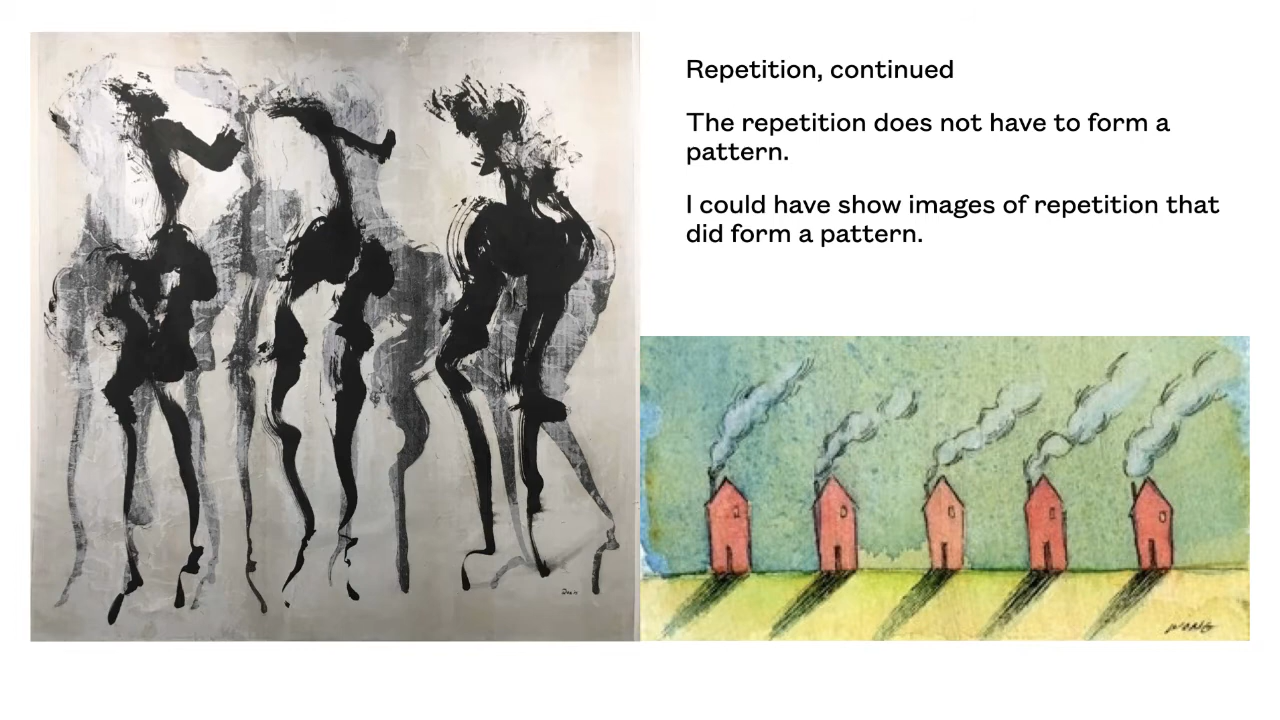 Repetition, continued
The repetition does not have to form a
pattern.
I could have show images of repetition that
did form a pattern.